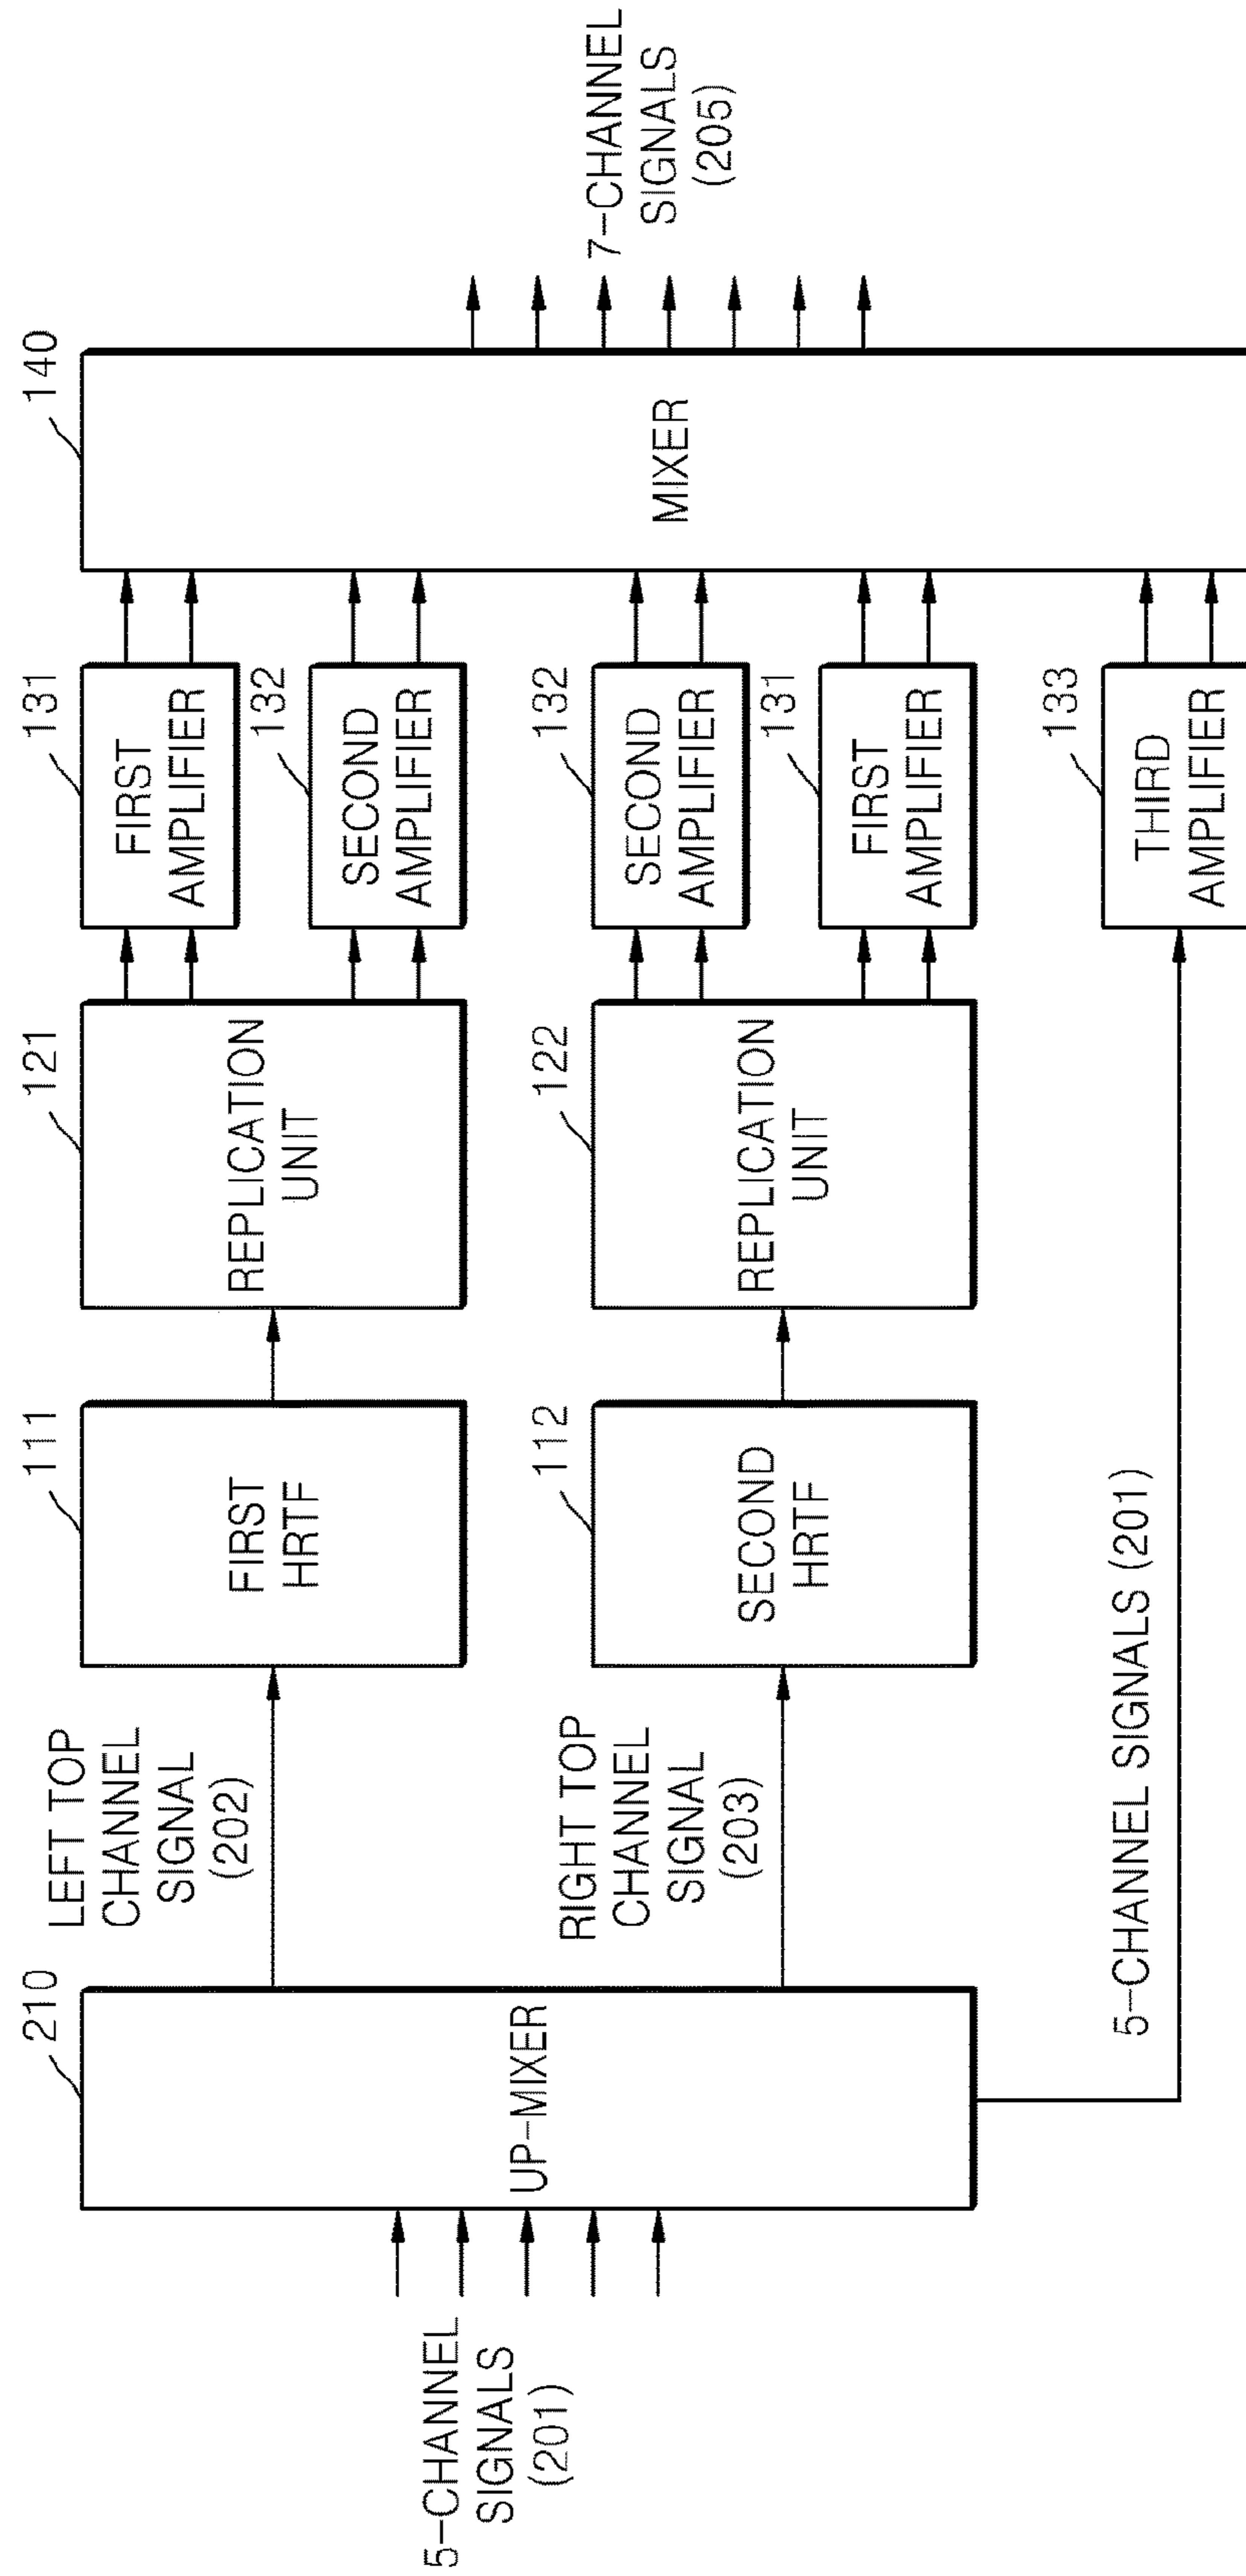 5-CHANNEL
SIGNALS
(201)
210
UP-MIXER
LEFT TOP
CHANNEL
SIGNAL
(202)
RIGHT TOP
CHANNEL
SIGNAL
(203)
5-CHANNEL SIGNALS (201)
111
FIRST
HRTF
112
SECOND
HRTF
121
REPLICATION
UNIT
122
REPLICATION
UNIT
131
FIRST
AMPLIFIER
132
SECOND
AMPLIFIER
132
SECOND
AMPLIFIER
131
FIRST
AMPLIFIER
133
THIRD
AMPLIFIER
140
MIXER
7-CHANNEL
SIGNALS
(205)